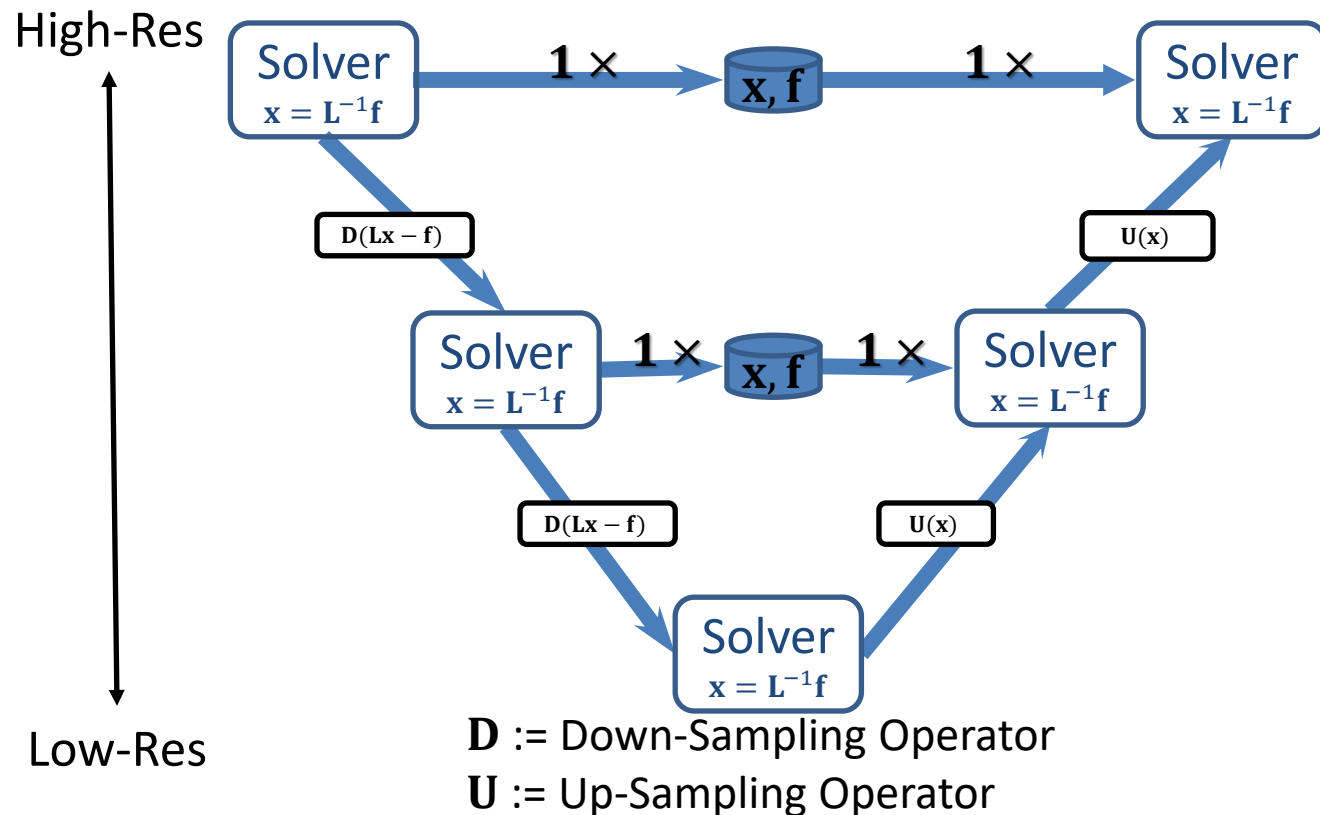 High-Res
Solver
x = L⁻¹f
1 ×
x, f
1 ×
Solver
x = L⁻¹f
D(Lx − f)
U(x)
Solver
x = L⁻¹f
1 ×
x, f
1 ×
Solver
x = L⁻¹f
D(Lx − f)
U(x)
Solver
x = L⁻¹f
Low-Res
D := Down-Sampling Operator
U := Up-Sampling Operator